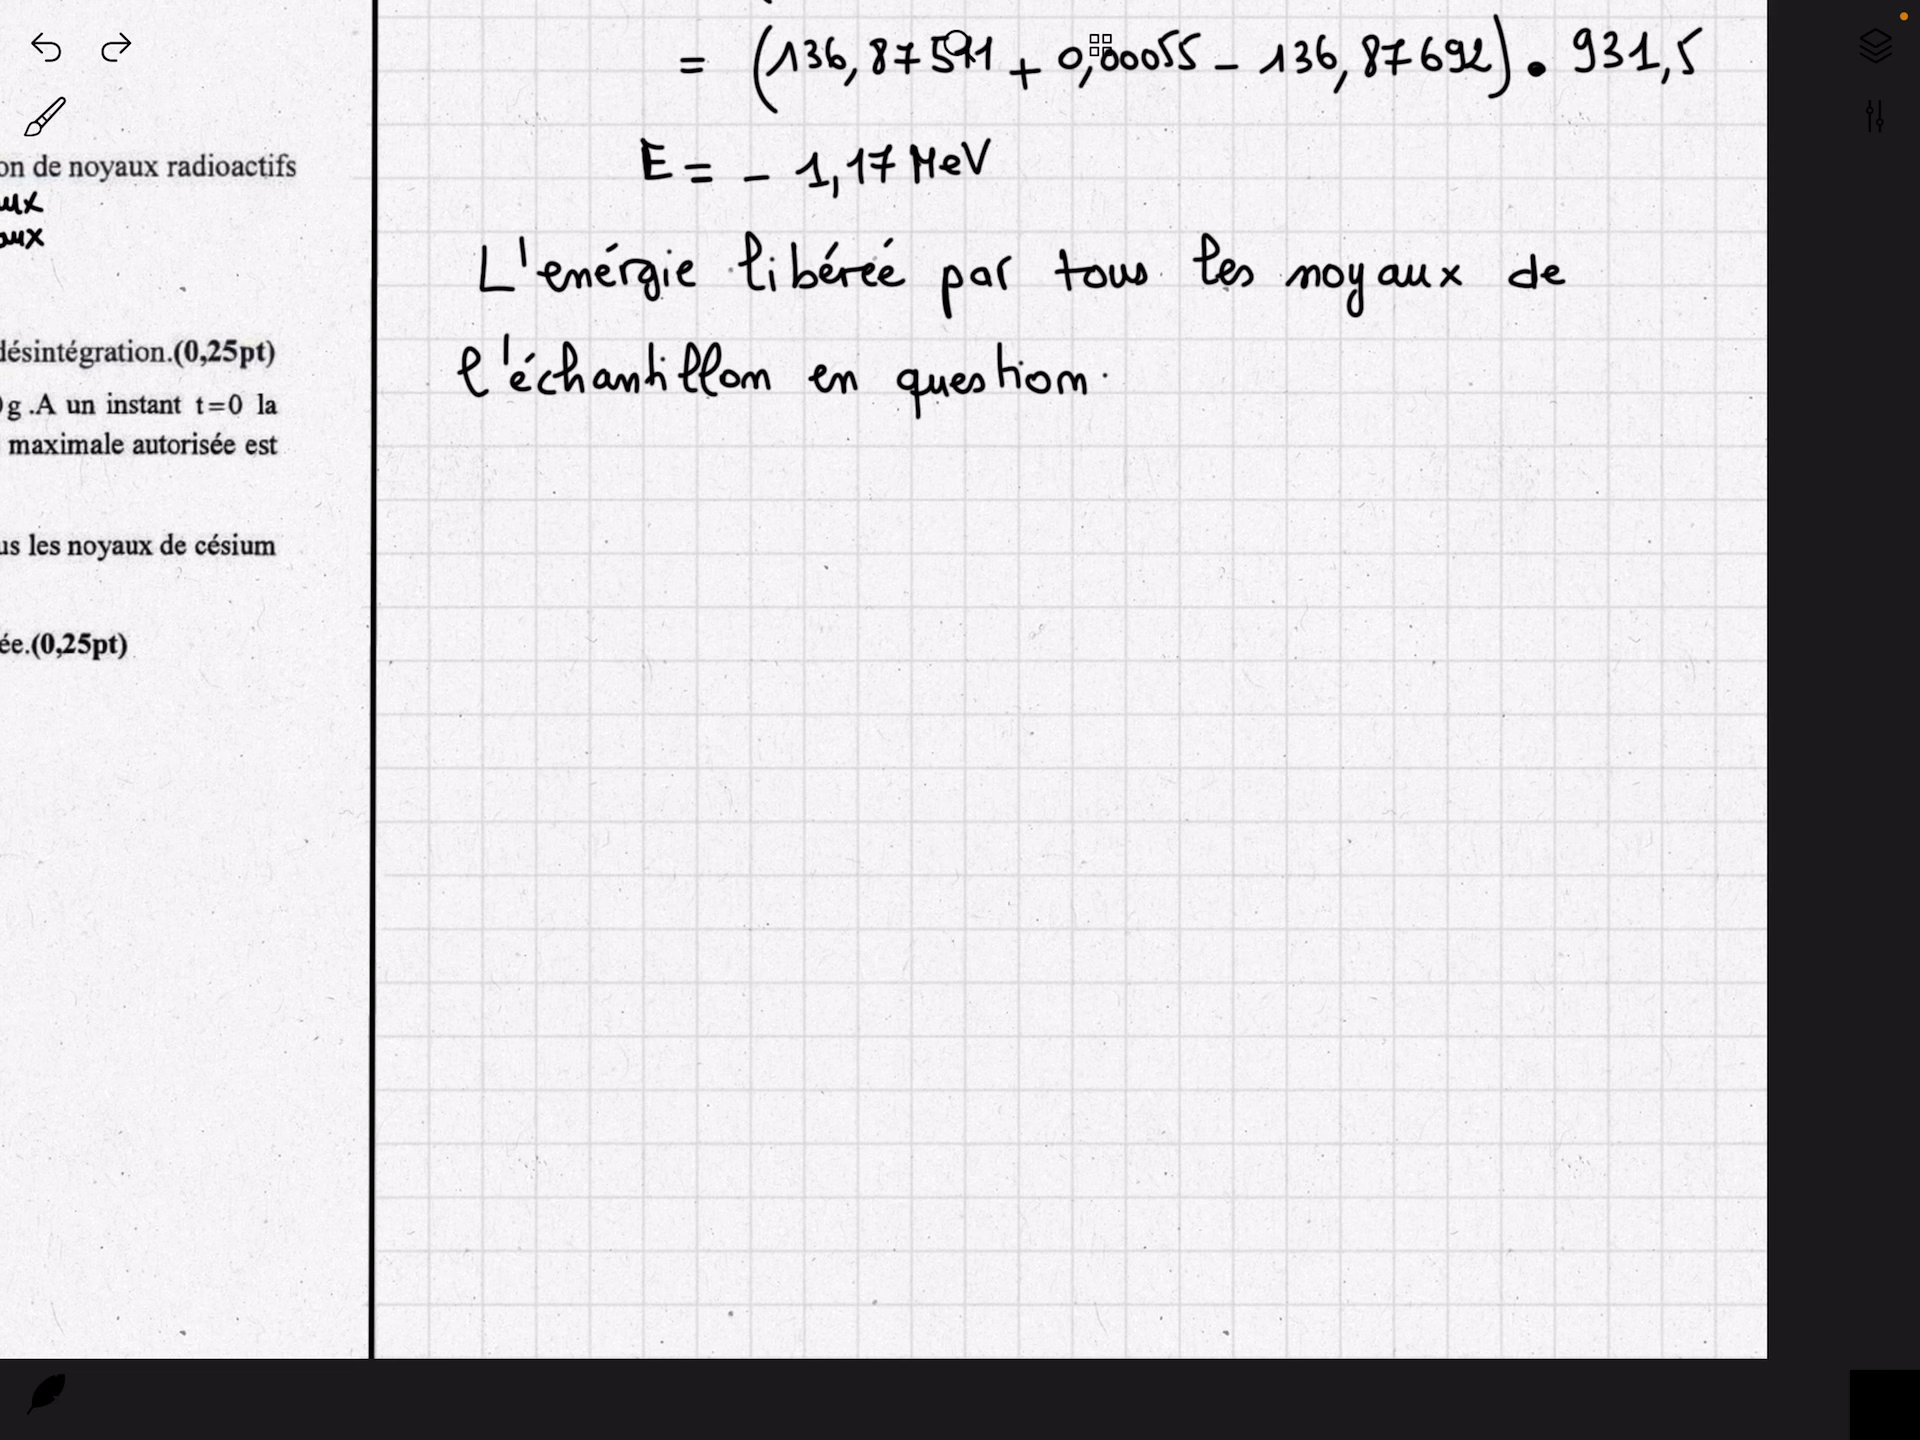 = (136,87591 + 0,00055 - 136,87692) • 931,5
E = - 1,17 MeV
L'enérgie libérée par tous les noyaux de
l'échantillon en question.
on de noyaux radioactifs
ux
aux
désintégration.(0,25pt)
g .A un instant t=0 la
maximale autorisée est
us les noyaux de césium
ée.(0,25pt)